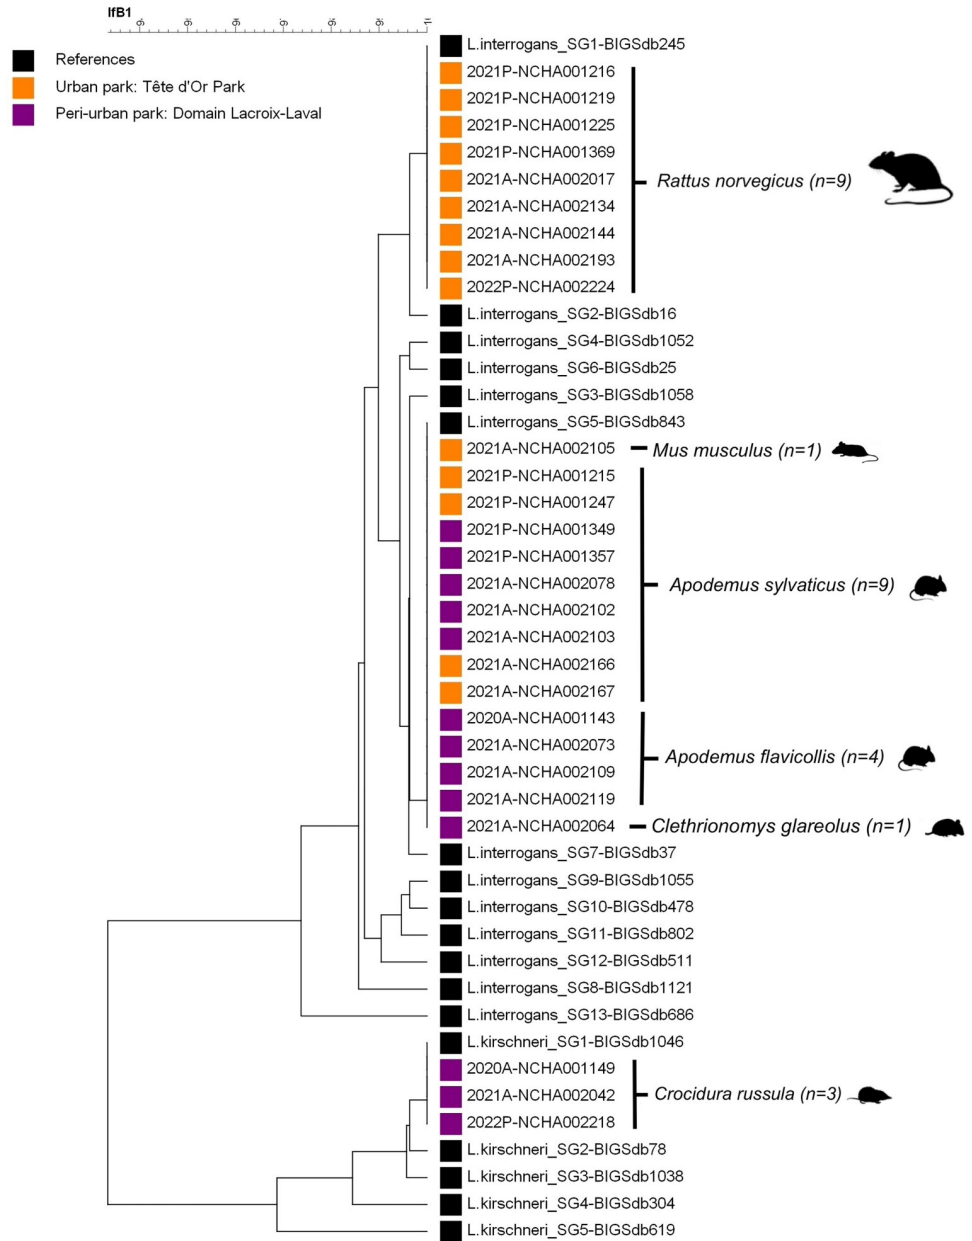 lfB1
References
Urban park: Tête d'Or Park
Peri-urban park: Domain Lacroix-Laval
L.interrogans_SG1-BIGSdb245
2021P-NCHA001216
2021P-NCHA001219
2021P-NCHA001225
2021P-NCHA001369
2021A-NCHA002017
Rattus norvegicus (n=9)
2021A-NCHA002134
2021A-NCHA002144
2021A-NCHA002193
2022P-NCHA002224
L.interrogans_SG2-BIGSdb16
L.interrogans_SG4-BIGSdb1052
L.interrogans_SG6-BIGSdb25
L.interrogans_SG3-BIGSdb1058
L.interrogans_SG5-BIGSdb843
2021A-NCHA002105
Mus musculus (n=1)
2021P-NCHA001215
2021P-NCHA001247
2021P-NCHA001349
2021P-NCHA001357
2021A-NCHA002078
Apodemus sylvaticus (n=9)
2021A-NCHA002102
2021A-NCHA002103
2021A-NCHA002166
2021A-NCHA002167
2020A-NCHA001143
2021A-NCHA002073
Apodemus flavicollis (n=4)
2021A-NCHA002109
2021A-NCHA002119
2021A-NCHA002064
Clethrionomys glareolus (n=1)
L.interrogans_SG7-BIGSdb37
L.interrogans_SG9-BIGSdb1055
L.interrogans_SG10-BIGSdb478
L.interrogans_SG11-BIGSdb802
L.interrogans_SG12-BIGSdb511
L.interrogans_SG8-BIGSdb1121
L.interrogans_SG13-BIGSdb686
L.kirschneri_SG1-BIGSdb1046
2020A-NCHA001149
2021A-NCHA002042
Crocidura russula (n=3)
2022P-NCHA002218
L.kirschneri_SG2-BIGSdb78
L.kirschneri_SG3-BIGSdb1038
L.kirschneri_SG4-BIGSdb304
L.kirschneri_SG5-BIGSdb619